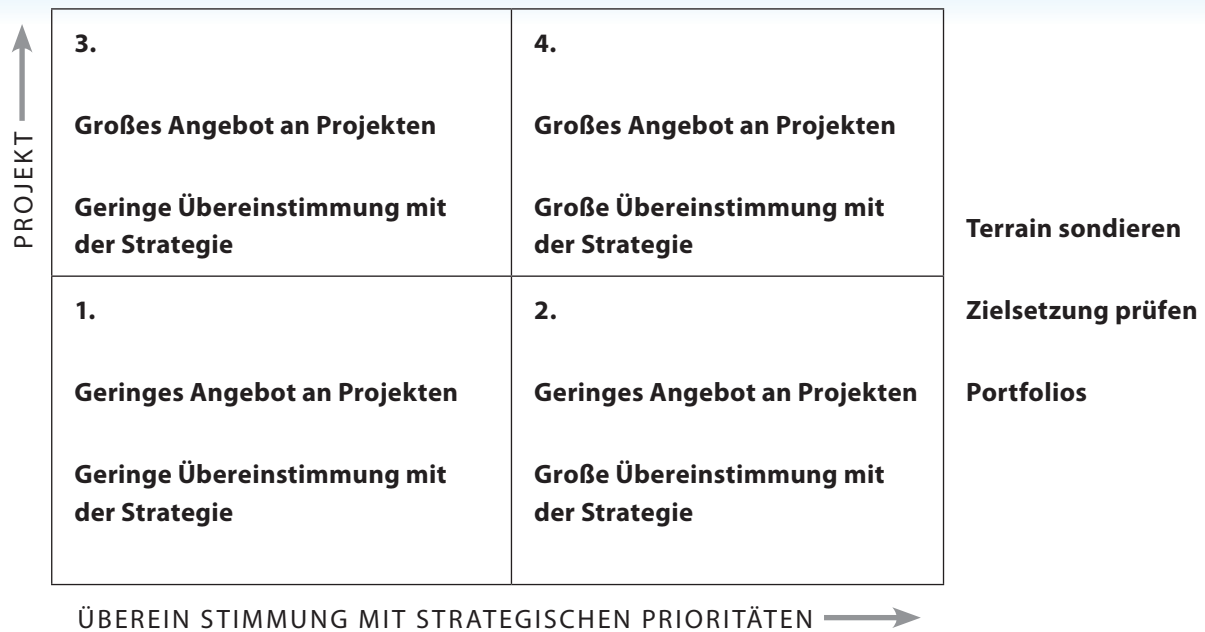 PROJEKT
3.
Großes Angebot an Projekten
Geringe Übereinstimmung mit
der Strategie
4.
Großes Angebot an Projekten
Große Übereinstimmung mit
der Strategie
1.
Geringes Angebot an Projekten
Geringe Übereinstimmung mit
der Strategie
2.
Geringes Angebot an Projekten
Große Übereinstimmung mit
der Strategie
Terrain sondieren
Zielsetzung prüfen
Portfolios
ÜBEREIN STIMMUNG MIT STRATEGISCHEN PRIORITÄTEN